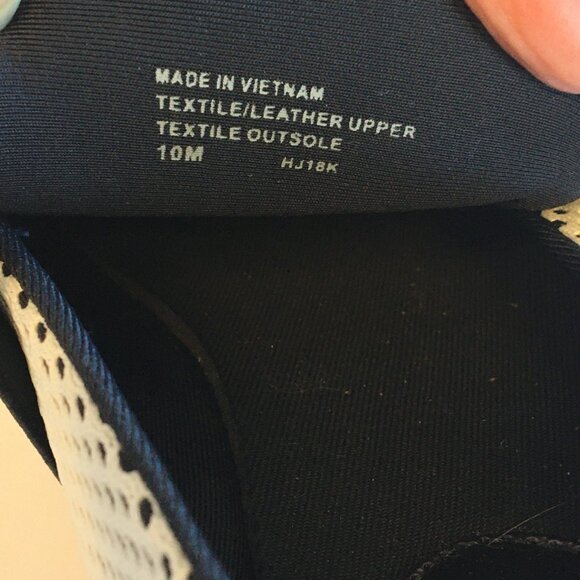 MADE IN VIETNAM
TEXTILE/LEATHER UPPER
TEXTILE OUTSOLE
10M HJ18K